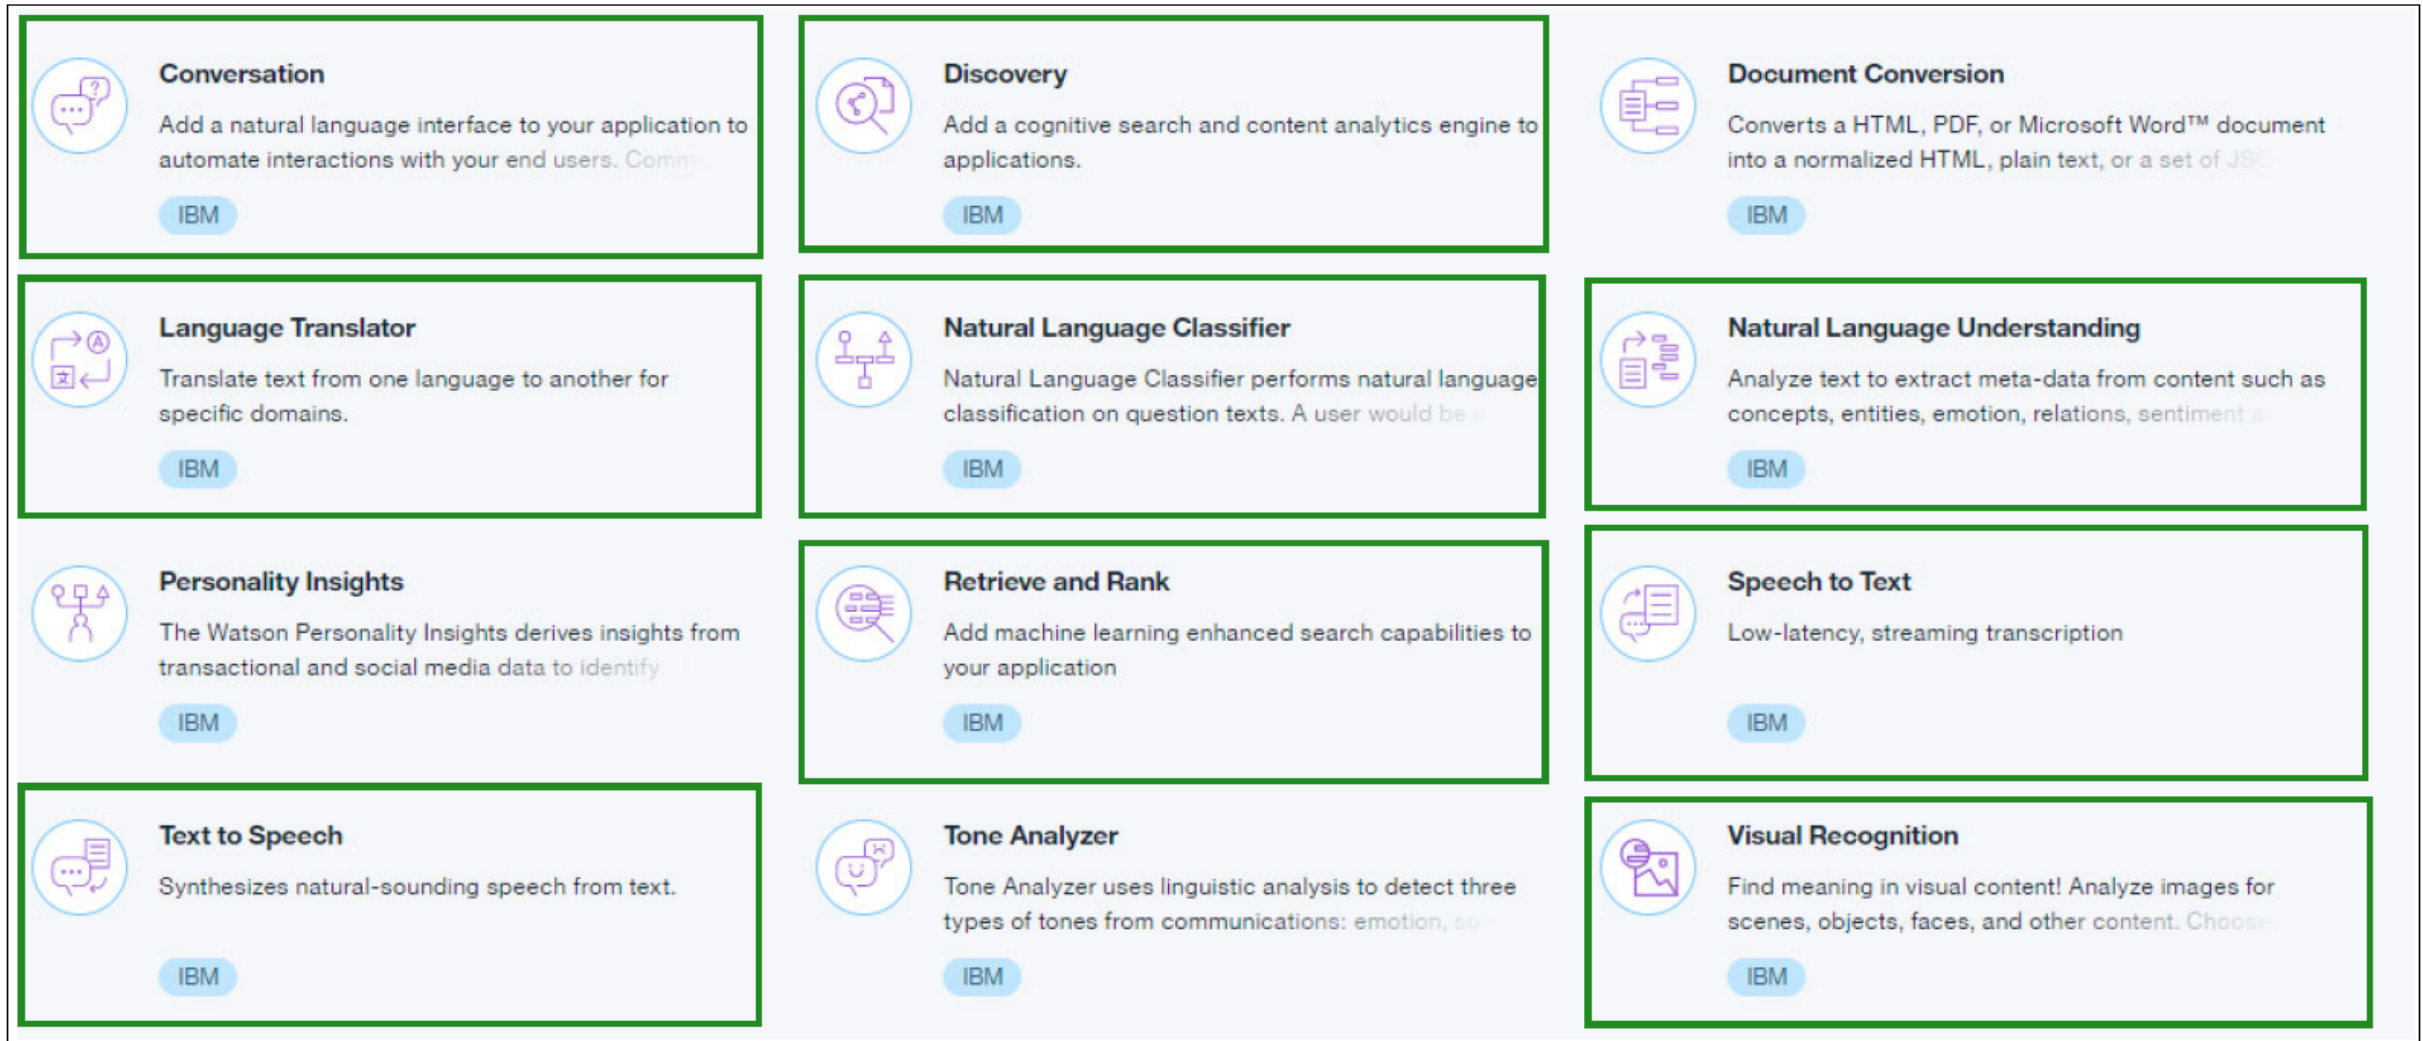 Conversation
Add a natural language interface to your application to
automate interactions with your end users. Comm
IBM
Discovery
Add a cognitive search and content analytics engine to
applications.
IBM
Document Conversion
Converts a HTML, PDF, or Microsoft Word™ document
into a normalized HTML, plain text, or a set of JSO
IBM
Language Translator
Translate text from one language to another for
specific domains.
IBM
Natural Language Classifier
Natural Language Classifier performs natural language
classification on question texts. A user would be a
IBM
Natural Language Understanding
Analyze text to extract meta-data from content such as
concepts, entities, emotion, relations, sentiment a
IBM
Personality Insights
The Watson Personality Insights derives insights from
transactional and social media data to identify
IBM
Retrieve and Rank
Add machine learning enhanced search capabilities to
your application
IBM
Speech to Text
Low-latency, streaming transcription
IBM
Text to Speech
Synthesizes natural-sounding speech from text.
IBM
Tone Analyzer
Tone Analyzer uses linguistic analysis to detect three
types of tones from communications: emotion, so
IBM
Visual Recognition
Find meaning in visual content! Analyze images for
scenes, objects, faces, and other content. Choose
IBM